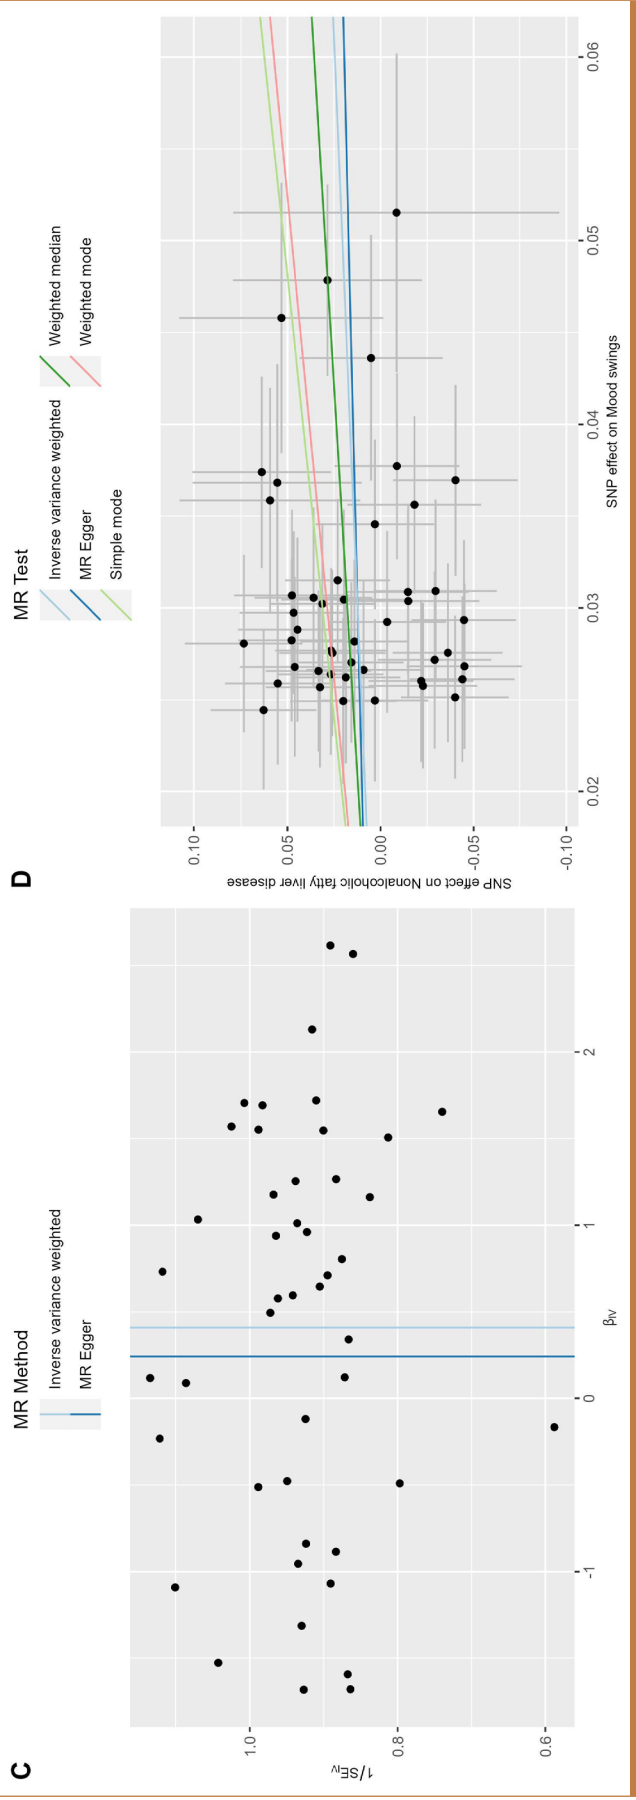 C
MR Method
Inverse variance weighted
MR Egger
1.0
0.8
0.6
1/SEIV
-1
0
1
2
βIV
D
MR Test
Inverse variance weighted
Weighted median
MR Egger
Weighted mode
Simple mode
0.10
0.05
0.00
-0.05
-0.10
SNP effect on Nonalcoholic fatty liver disease
0.02
0.03
0.04
0.05
0.06
SNP effect on Mood swings